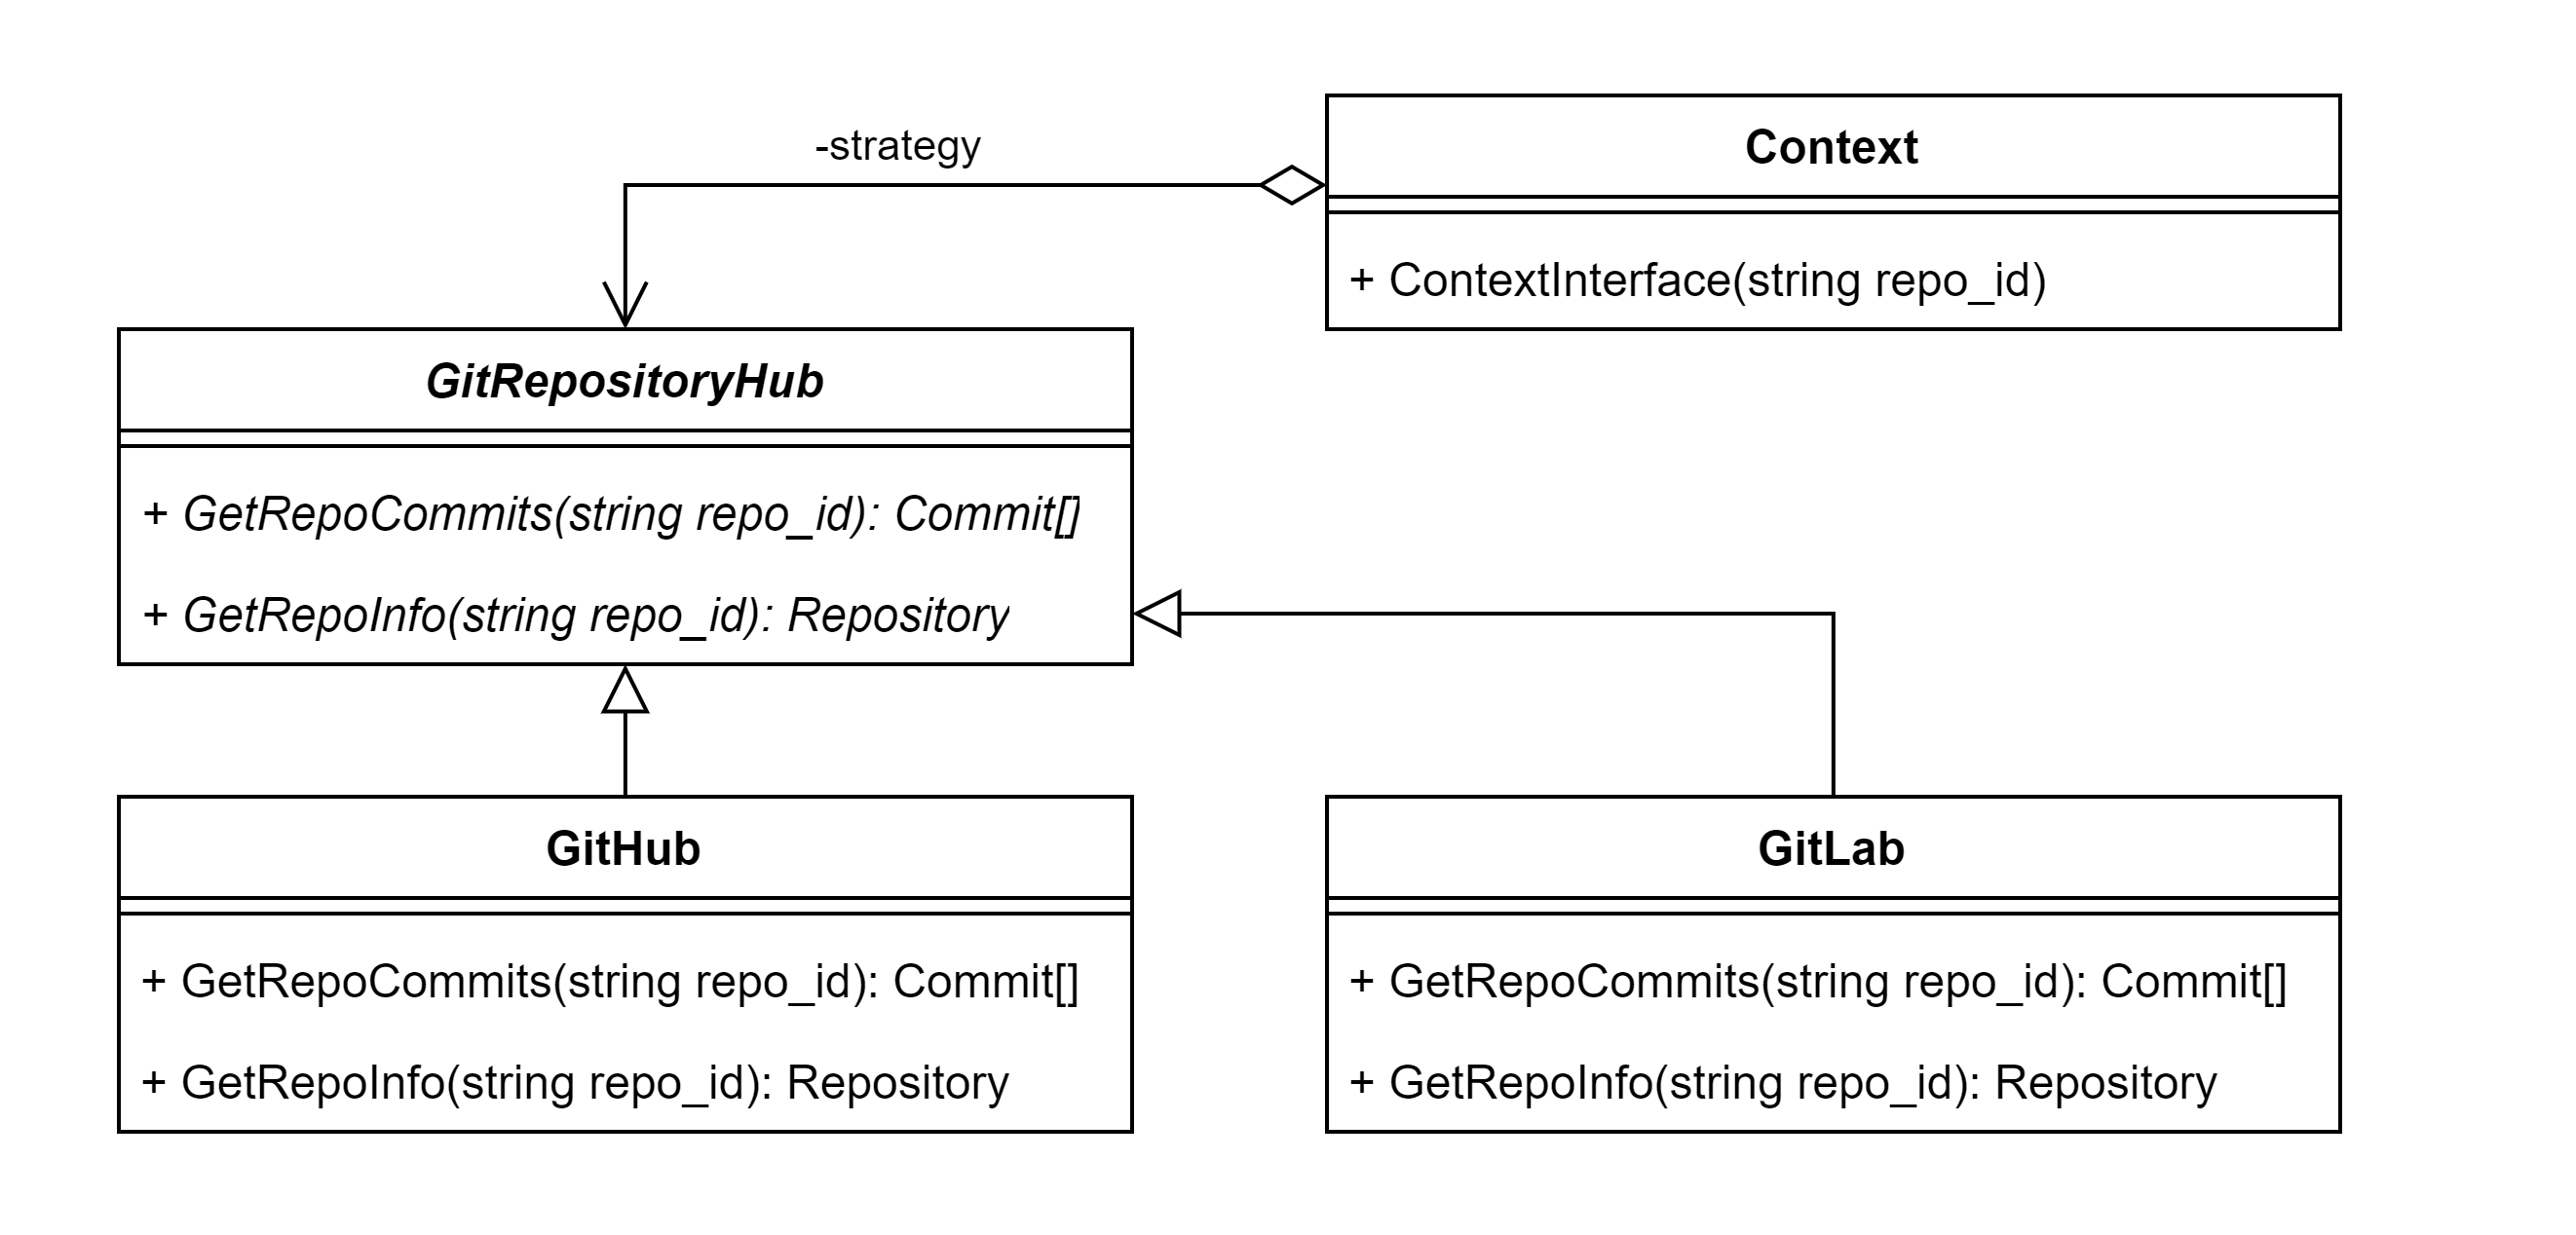 -strategy
Context
+ ContextInterface(string repo_id)
GitRepositoryHub
+ GetRepoCommits(string repo_id): Commit[]
+ GetRepoInfo(string repo_id): Repository
GitHub
+ GetRepoCommits(string repo_id): Commit[]
+ GetRepoInfo(string repo_id): Repository
GitLab
+ GetRepoCommits(string repo_id): Commit[]
+ GetRepoInfo(string repo_id): Repository